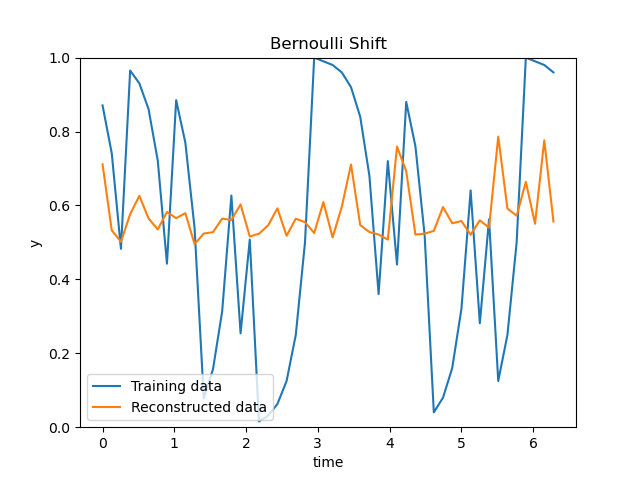 Bernoulli Shift
1.0
0.8
0.6
0.4
0.2
0.0
y
Training data
Reconstructed data
0 1 2 3 4 5 6
time